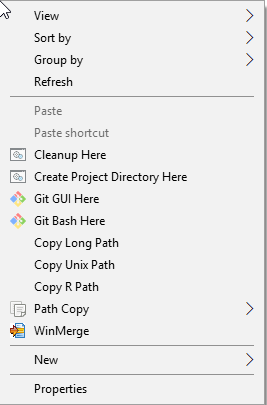 View
Sort by
Group by
Refresh
Paste
Paste shortcut
Cleanup Here
Create Project Directory Here
Git GUI Here
Git Bash Here
Copy Long Path
Copy Unix Path
Copy R Path
Path Copy
WinMerge
New
Properties